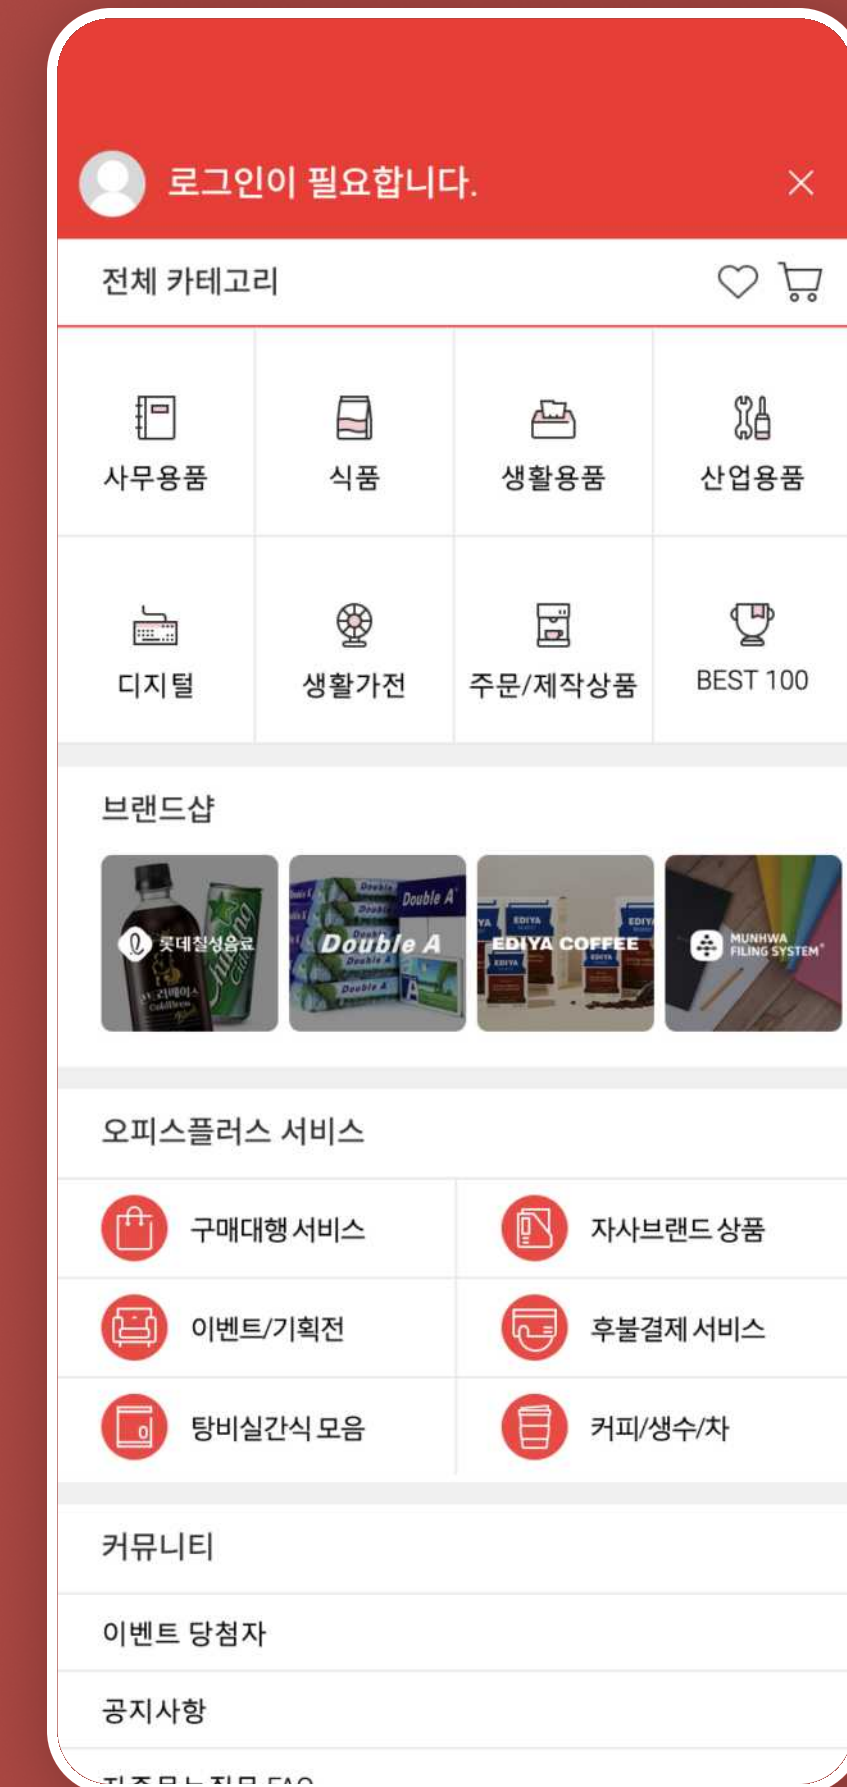 로그인이 필요합니다.
전체 카테고리
사무용품 식품 생활용품 산업용품
디지털 생활가전 주문/제작상품 BEST 100
브랜드샵
롯데칠성음료 Double A EDIYA COFFEE MUNHWA FILING SYSTEM
오피스플러스 서비스
구매대행 서비스 자사브랜드 상품
이벤트/기획전 후불결제 서비스
탕비실간식 모음 커피/생수/차
커뮤니티
이벤트 당첨자
공지사항